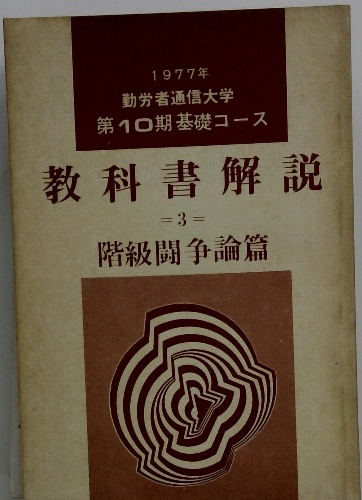 1977年
勤労者通信大学
第10期基礎コース
教科書解説
=3=
階級闘争論篇